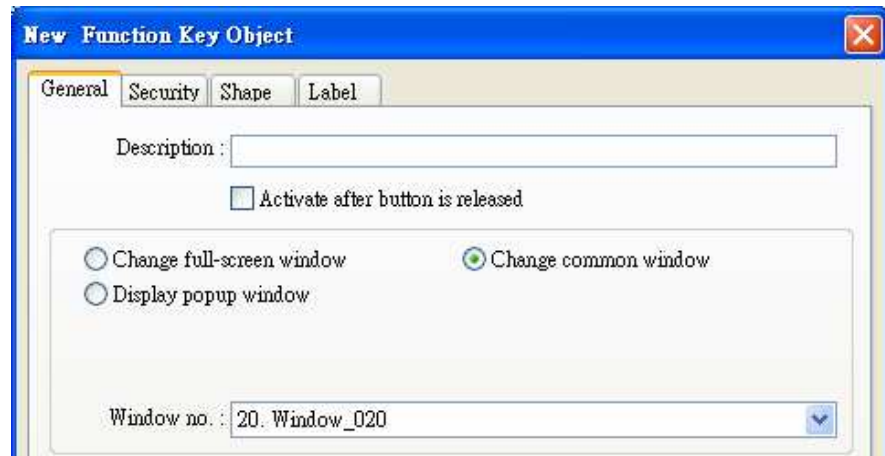 New Function Key Object
General Security Shape Label
Description :
Activate after button is released
Change full-screen window Change common window
Display popup window
Window no. : 20. Window_020